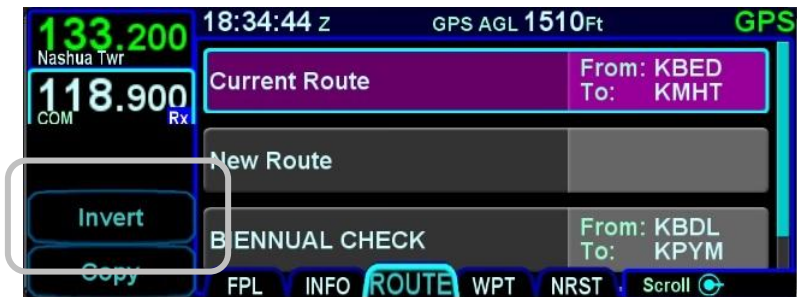 133.200
Nashua Twr
118.900
COM Rx
Invert
Copy
18:34:44 Z GPS AGL 1510Ft GPS
Current Route From: KBED
To: KMHT
New Route
BIENNUAL CHECK From: KBDL
To: KPYM
FPL INFO ROUTE WPT NRST Scroll